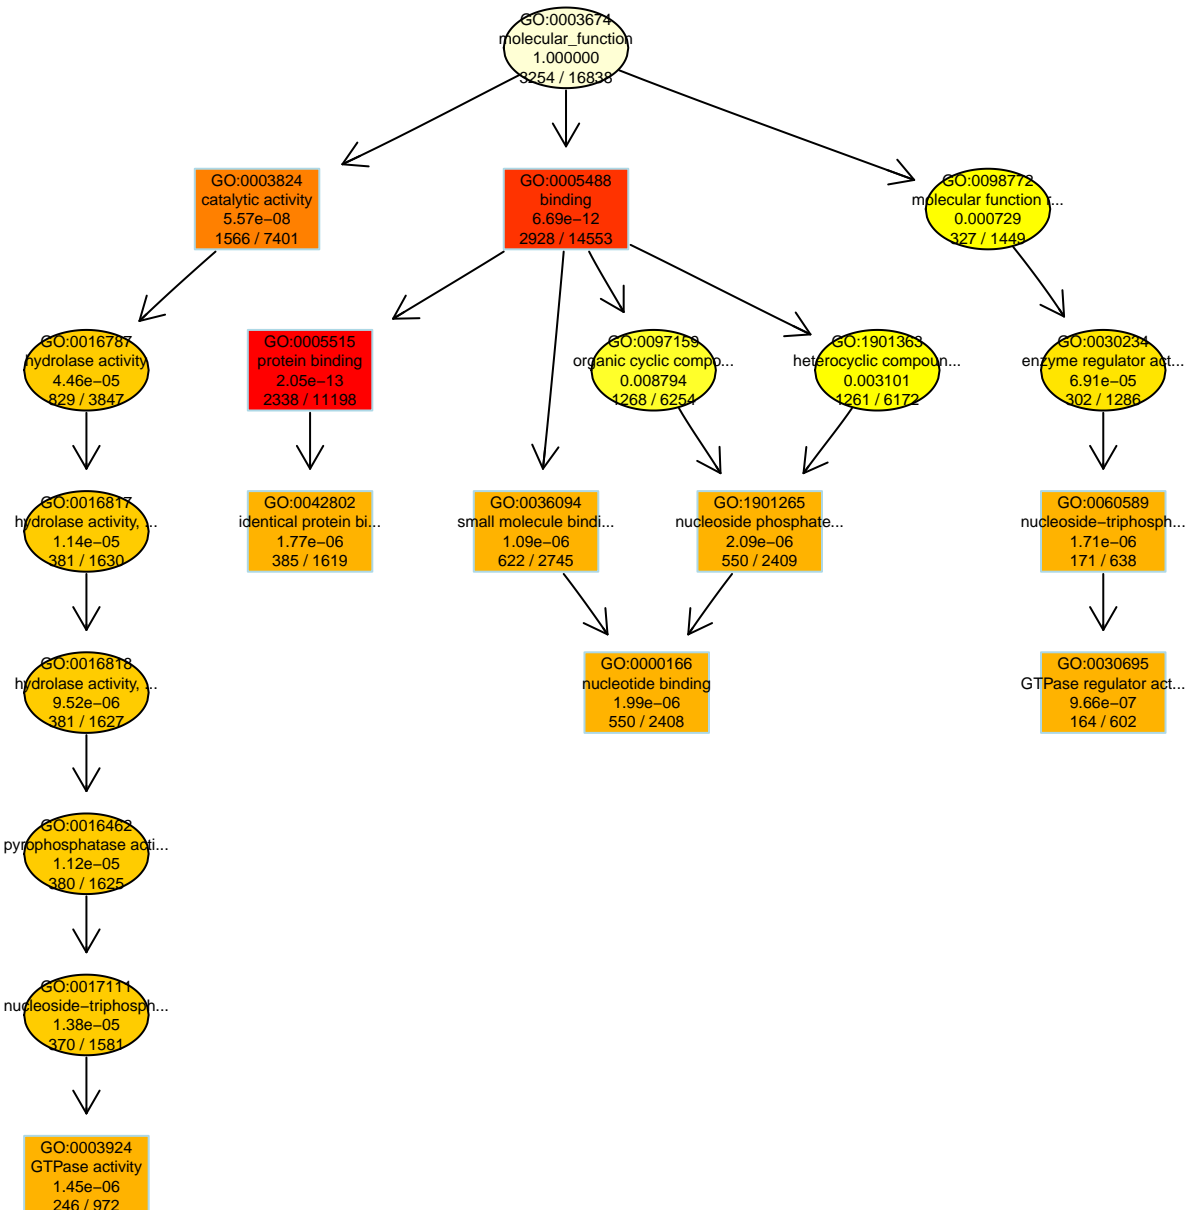 GO:0003674
molecular_function
1.000000
3254 / 16838
GO:0003824
catalytic activity
5.57e−08
1566 / 7401
GO:0005488
binding
6.69e−12
2928 / 14553
GO:0098772
molecular function r...
0.000729
327 / 1449
GO:0016787
hydrolase activity
4.46e−05
829 / 3847
GO:0005515
protein binding
2.05e−13
2338 / 11198
GO:0097159
organic cyclic compo...
0.008794
1268 / 6254
GO:1901363
heterocyclic compoun...
0.003101
1261 / 6172
GO:0030234
enzyme regulator act...
6.91e−05
302 / 1286
GO:0016817
hydrolase activity, ...
1.14e−05
381 / 1630
GO:0042802
identical protein bi...
1.77e−06
385 / 1619
GO:0036094
small molecule bindi...
1.09e−06
622 / 2745
GO:1901265
nucleoside phosphate...
2.09e−06
550 / 2409
GO:0060589
nucleoside−triphosph...
1.71e−06
171 / 638
GO:0016818
hydrolase activity, ...
9.52e−06
381 / 1627
GO:0000166
nucleotide binding
1.99e−06
550 / 2408
GO:0030695
GTPase regulator act...
9.66e−07
164 / 602
GO:0016462
pyrophosphatase acti...
1.12e−05
380 / 1625
GO:0017111
nucleoside−triphosph...
1.38e−05
370 / 1581
GO:0003924
GTPase activity
1.45e−06
246 / 972